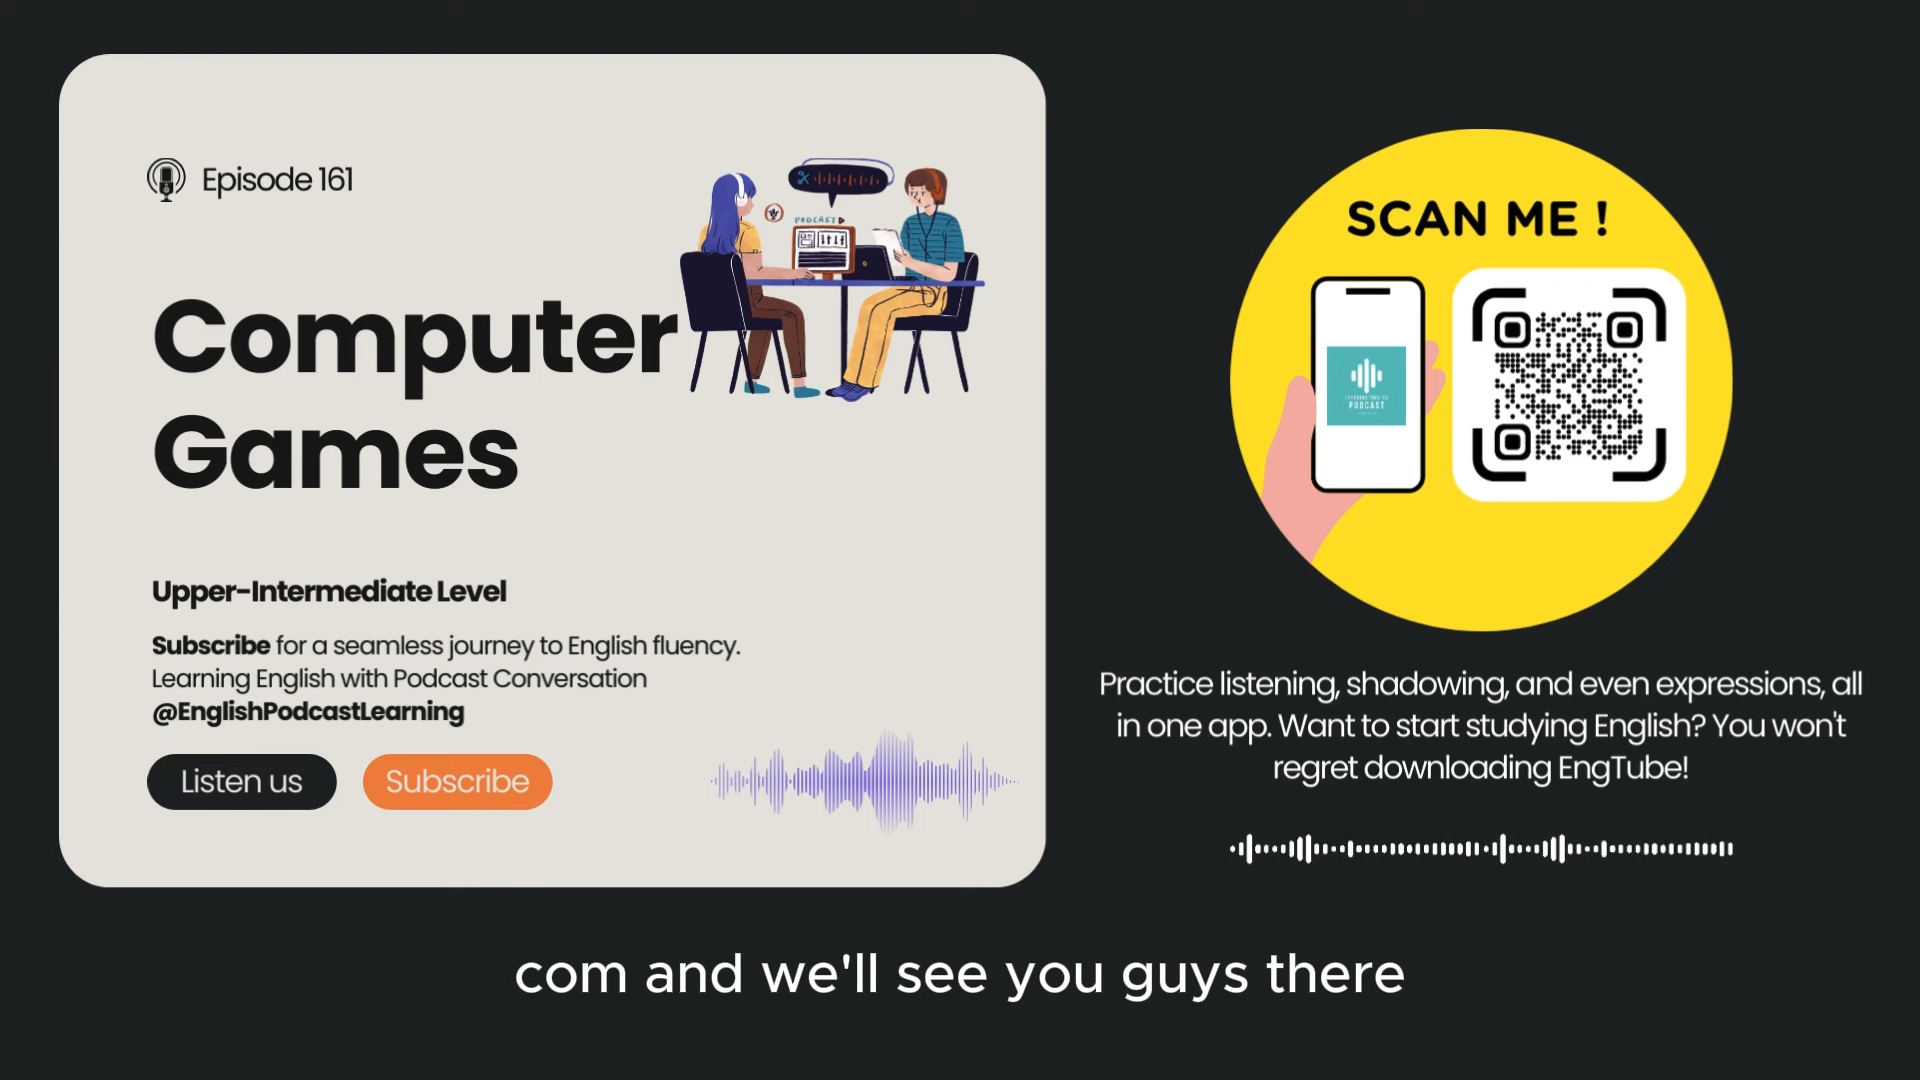 Episode 161
PODCAST
Computer
Games
Upper-Intermediate Level
Subscribe for a seamless journey to English fluency.
Learning English with Podcast Conversation
@EnglishPodcastLearning
Listen us
Subscribe
SCAN ME !
PODCAST
Practice listening, shadowing, and even expressions, all
in one app. Want to start studying English? You won't
regret downloading EngTube!
com and we'll see you guys there